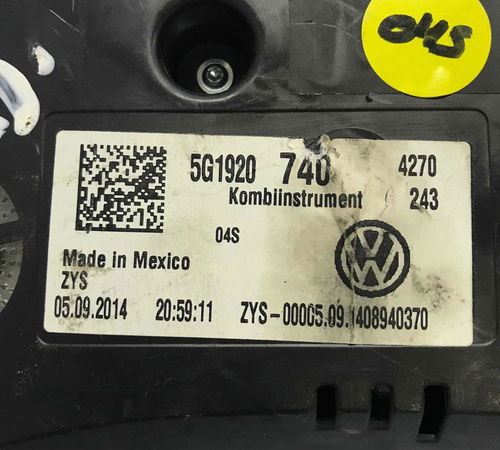 04S
5G1920 740 4270
Kombiinstrument 243
04S
Made in Mexico
ZYS
05.09.2014 20:59:11 ZYS-00005.09.1408940370